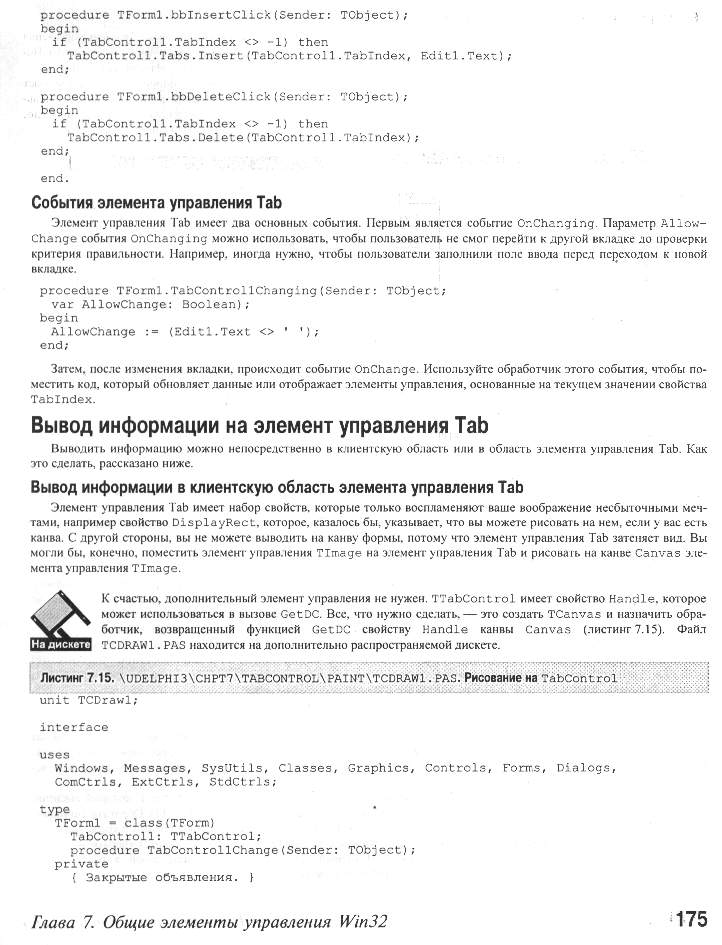 procedure TForm1.bbInsertClick(Sender: TObject);
begin
if (TabControl1.TabIndex <> -1) then
TabControl1.Tabs.Insert(TabControl1.TabIndex, Edit1.Text);
end;
procedure TForm1.bbDeleteClick(Sender: TObject);
begin
if (TabControl1.TabIndex <> -1) then
TabControl1.Tabs.Delete(TabControl1.TabIndex);
end;
end.
События элемента управления Tab
Элемент управления Tab имеет два основных события. Первым является событие OnChanging. Параметр Allow-
Change события OnChanging можно использовать, чтобы пользователь не смог перейти к другой вкладке до проверки
критерия правильности. Например, иногда нужно, чтобы пользователи заполнили поле ввода перед переходом к новой
вкладке.
procedure TForm1.TabControl1Changing(Sender: TObject;
var AllowChange: Boolean);
begin
AllowChange := (Edit1.Text <> ' ');
end;
Затем, после изменения вкладки, происходит событие OnChange. Используйте обработчик этого события, чтобы по-
местить код, который обновляет данные или отображает элементы управления, основанные на текущем значении свойства
TabIndex.
Вывод информации на элемент управления Tab
Выводить информацию можно непосредственно в клиентскую область или в область элемента управления Tab. Как
это сделать, рассказано ниже.
Вывод информации в клиентскую область элемента управления Tab
Элемент управления Tab имеет набор свойств, которые только воспламеняют ваше воображение несбыточными меч-
тами, например свойство DisplayRect, которое, казалось бы, указывает, что вы можете рисовать на нем, если у вас есть
канва. С другой стороны, вы не можете выводить на канву формы, потому что элемент управления Tab затеняет вид. Вы
могли бы, конечно, поместить элемент управления TImage на элемент управления Tab и рисовать на канве Canvas эле-
мента управления TImage.
К счастью, дополнительный элемент управления не нужен. TTabControl имеет свойство Handle, которое
может использоваться в вызове GetDC. Все, что нужно сделать, — это создать TCanvas и назначить обра-
ботчик, возвращенный функцией GetDC свойству Handle канвы Canvas (листинг 7.15). Файл
На дискете TCDRAW1.PAS находится на дополнительно распространяемой дискете.
Листинг 7.15. \UDELPHI3\CHPT7\TABCONTROL\PAINT\TCDRAW1.PAS. Рисование на TabControl
unit TCDraw1;
interface
uses
Windows, Messages, SysUtils, Classes, Graphics, Controls, Forms, Dialogs,
ComCtrls, ExtCtrls, StdCtrls;
type
TForm1 = class(TForm)
TabControl1: TTabControl;
procedure TabControl1Change(Sender: TObject);
private
{ Закрытые объявления. }
Глава 7. Общие элементы управления Win32 175